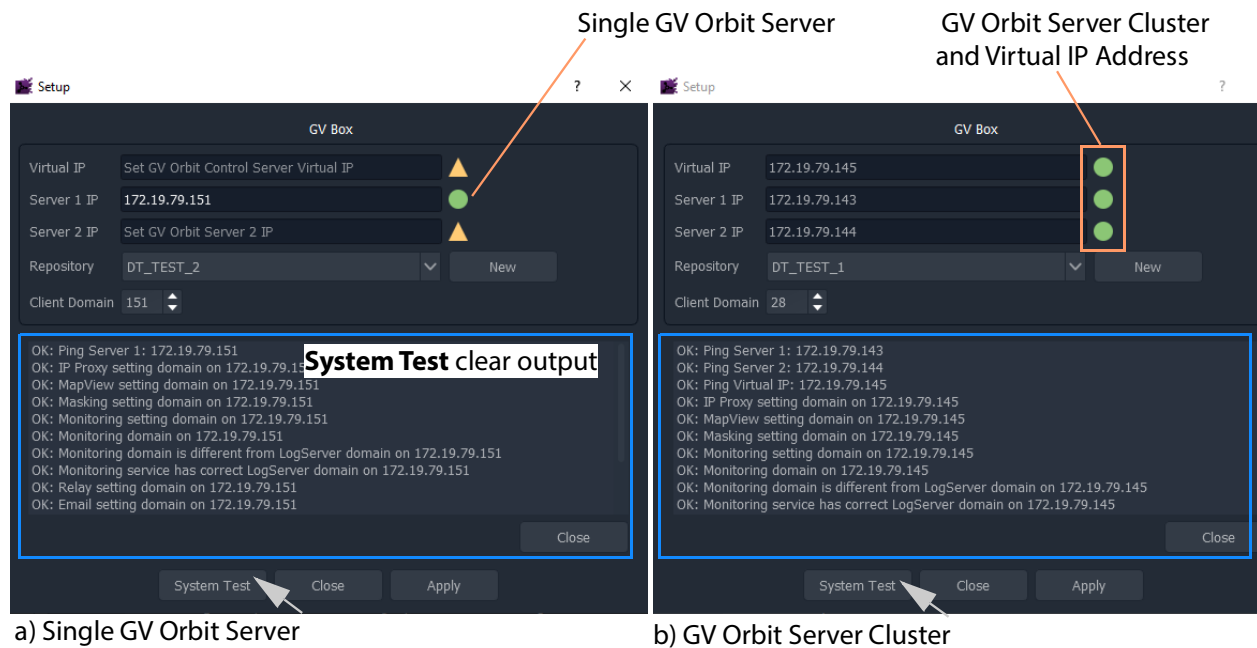 Single GV Orbit Server
GV Orbit Server Cluster
and Virtual IP Address
Setup
?
GV Box
Virtual IP
Set GV Orbit Control Server Virtual IP
Server 1 IP
172.19.79.151
Server 2 IP
Set GV Orbit Server 2 IP
Repository
DT_TEST_2
New
Client Domain
151
OK: Ping Server 1: 172.19.79.151
OK: IP Proxy setting domain on 172.19.15
System Test clear output
OK: MapView setting domain on 172.19.79.151
OK: Masking setting domain on 172.19.79.151
OK: Monitoring setting domain on 172.19.79.151
OK: Monitoring domain on 172.19.79.151
OK: Monitoring domain is different from LogServer domain on 172.19.79.151
OK: Monitoring service has correct LogServer domain on 172.19.79.151
OK: Relay setting domain on 172.19.79.151
OK: Email setting domain on 172.19.79.151
Close
System Test
Close
Apply
a) Single GV Orbit Server
Setup
?
GV Box
Virtual IP
172.19.79.145
Server 1 IP
172.19.79.143
Server 2 IP
172.19.79.144
Repository
DT_TEST_1
New
Client Domain
28
OK: Ping Server 1: 172.19.79.143
OK: Ping Server 2: 172.19.79.144
OK: Ping Virtual IP: 172.19.79.145
OK: IP Proxy setting domain on 172.19.79.145
OK: MapView setting domain on 172.19.79.145
OK: Masking setting domain on 172.19.79.145
OK: Monitoring setting domain on 172.19.79.145
OK: Monitoring domain on 172.19.79.145
OK: Monitoring domain is different from LogServer domain on 172.19.79.145
OK: Monitoring service has correct LogServer domain on 172.19.79.145
Close
System Test
Close
Apply
b) GV Orbit Server Cluster